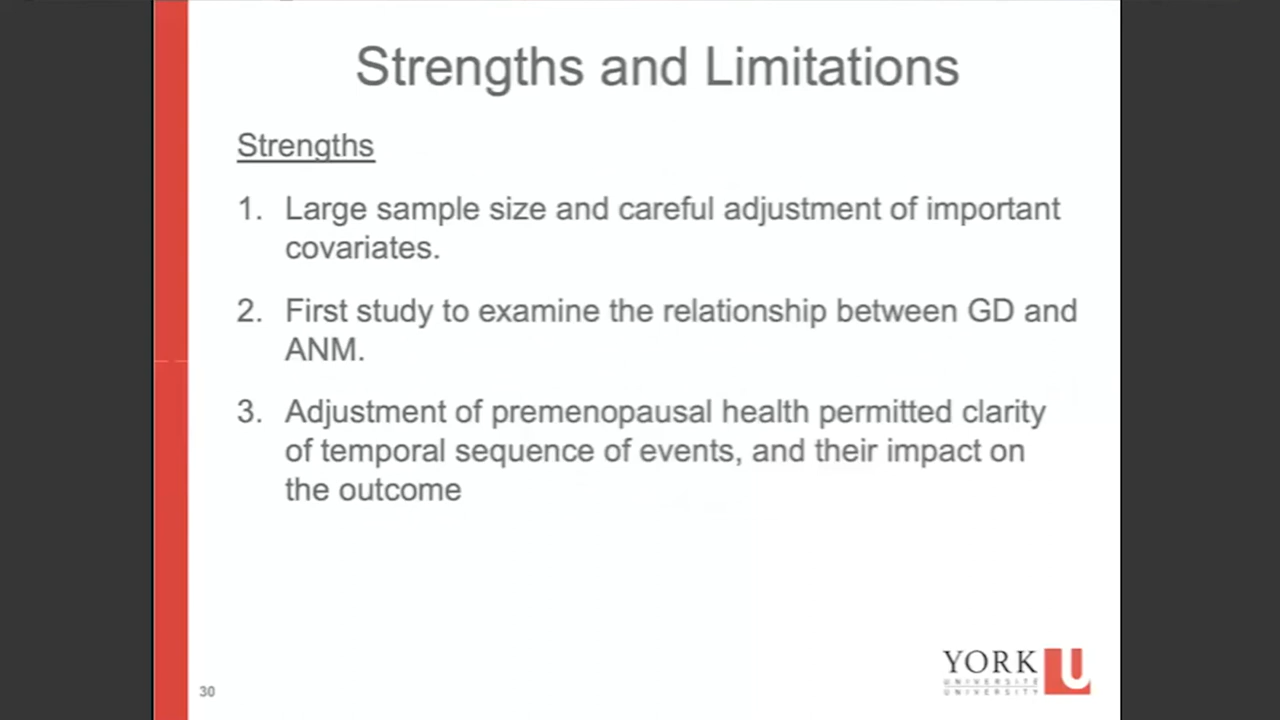 Strengths and Limitations
Strengths
1. Large sample size and careful adjustment of important
covariates.
2. First study to examine the relationship between GD and
ANM.
3. Adjustment of premenopausal health permitted clarity
of temporal sequence of events, and their impact on
the outcome
30
YORK U
UNIVERSITÉ
UNIVERSITY